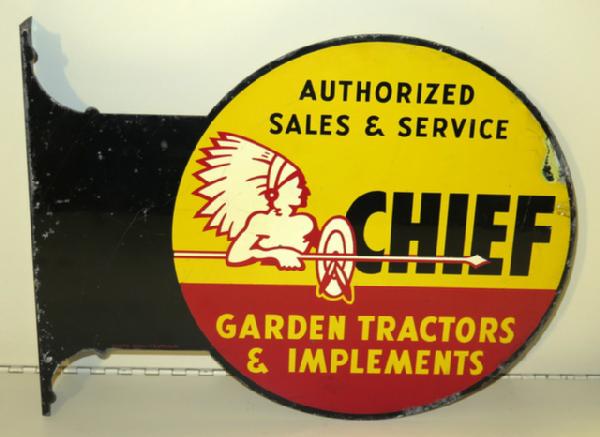 AUTHORIZED
SALES & SERVICE
CHIEF
GARDEN TRACTORS
& IMPLEMENTS